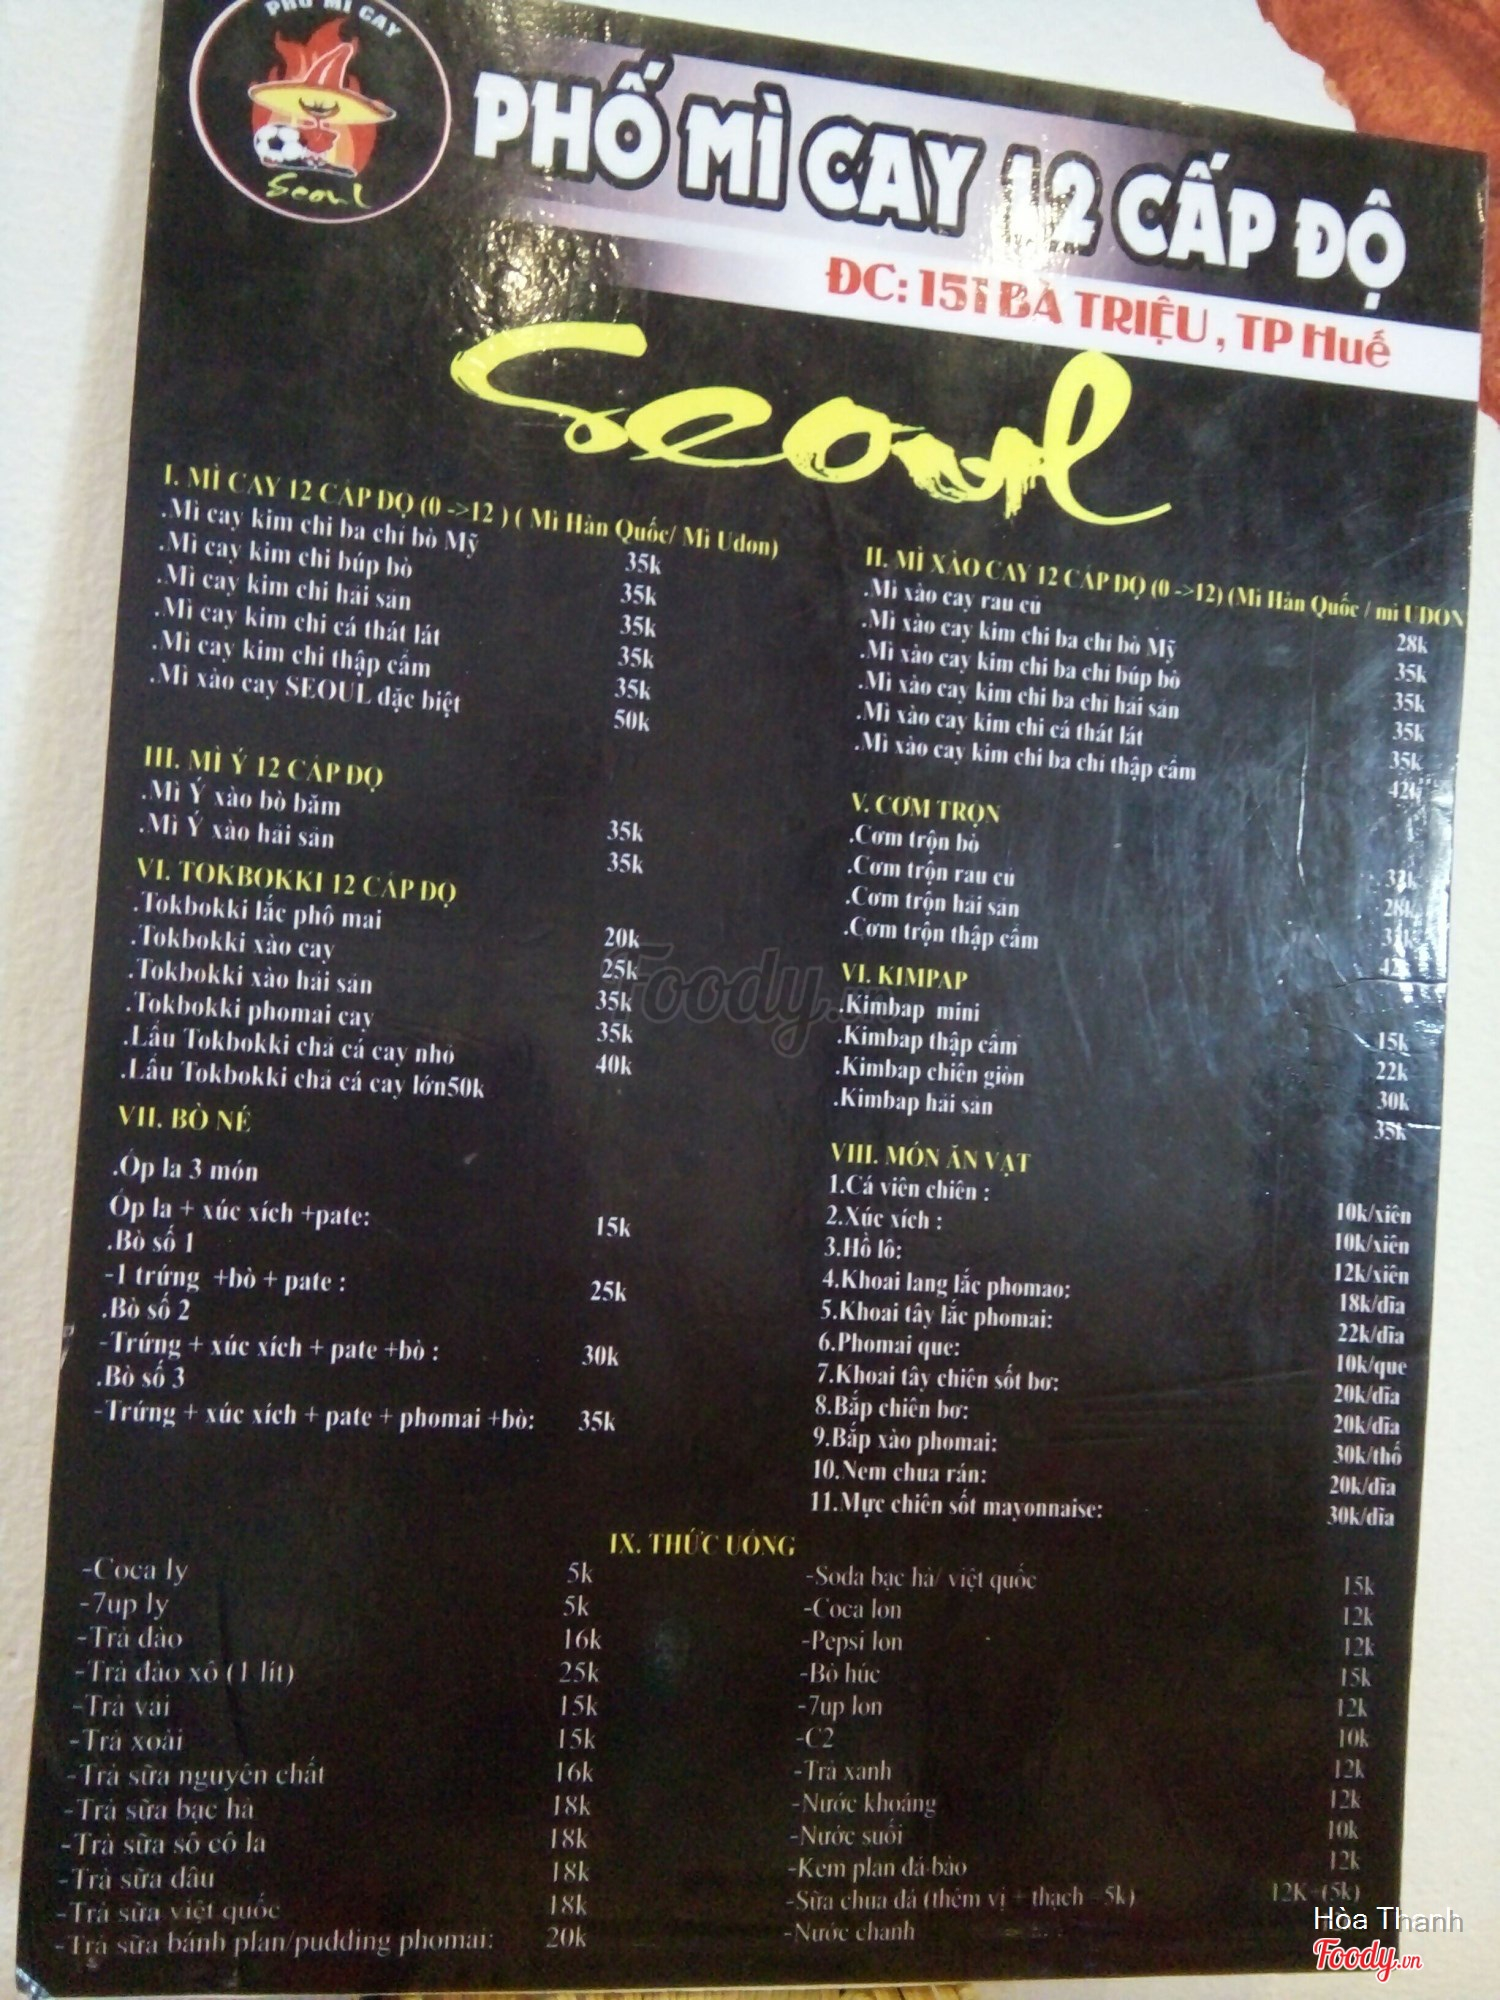 PHỐ MÌ CAY
Seoul
PHỐ MÌ CAY 12 CẤP ĐỘ
ĐC: 151 BÀ TRIỆU , TP Huế
Seoul
I. MÌ CAY 12 CẤP ĐỘ (0 ->12 ) ( Mì Hàn Quốc/ Mì Udon)
.Mì cay kim chi ba chỉ bò Mỹ 35k
.Mì cay kim chi búp bò 35k
.Mì cay kim chi hải sản 35k
.Mì cay kim chi cá thát lát 35k
.Mì cay kim chi thập cẩm 35k
.Mì xào cay SEOUL đặc biệt 50k
II. MÌ XÀO CAY 12 CẤP ĐỘ (0 ->12) (Mì Hàn Quốc / mì UDON
.Mì xào cay rau củ 28k
.Mì xào cay kim chi ba chỉ bò Mỹ 35k
.Mì xào cay kim chi ba chỉ búp bò 35k
.Mì xào cay kim chi ba chỉ hải sản 35k
.Mì xào cay kim chi cá thát lát 35k
.Mì xào cay kim chi ba chỉ thập cẩm 42k
III. MÌ Ý 12 CẤP ĐỘ
.Mì Ý xào bò băm 35k
.Mì Ý xào hải sản 35k
V. CƠM TRỘN
.Cơm trộn bò
.Cơm trộn rau củ 28k
.Cơm trộn hải sản
.Cơm trộn thập cẩm 42k
VI. TOKBOKKI 12 CẤP ĐỘ
.Tokbokki lắc phô mai 20k
.Tokbokki xào cay 25k
.Tokbokki xào hải sản 35k
.Tokbokki phomai cay 35k
.Lẩu Tokbokki chả cá cay nhỏ 40k
.Lẩu Tokbokki chả cá cay lớn50k
VI. KIMPAP
.Kimbap mini 15k
.Kimbap thập cẩm 22k
.Kimbap chiên giòn 30k
.Kimbap hải sản 35k
VII. BÒ NÉ
.Ốp la 3 món
Ốp la + xúc xích +pate: 15k
.Bò số 1
-1 trứng +bò + pate : 25k
.Bò số 2
-Trứng + xúc xích + pate +bò : 30k
.Bò số 3
-Trứng + xúc xích + pate + phomai +bò: 35k
VIII. MÓN ĂN VẶT
1.Cá viên chiên : 10k/xiên
2.Xúc xích : 10k/xiên
3.Hồ lô: 12k/xiên
4.Khoai lang lắc phomao: 18k/dĩa
5.Khoai tây lắc phomai: 22k/dĩa
6.Phomai que: 10k/que
7.Khoai tây chiên sốt bơ: 20k/dĩa
8.Bắp chiên bơ: 20k/dĩa
9.Bắp xào phomai: 30k/thố
10.Nem chua rán: 20k/dĩa
11.Mực chiên sốt mayonnaise: 30k/dĩa
IX. THỨC UỐNG
-Coca ly 5k
-7up ly 5k
-Trà đào 16k
-Trà đào xô (1 lít) 25k
-Trà vải 15k
-Trà xoài 15k
-Trà sữa nguyên chất 16k
-Trà sữa bạc hà 18k
-Trà sữa sô cô la 18k
-Trà sữa dâu 18k
-Trà sữa việt quốc 18k
-Trà sữa bánh plan/pudding phomai: 20k
-Soda bạc hà/ việt quốc 15k
-Coca lon 12k
-Pepsi lon 12k
-Bò húc 15k
-7up lon 12k
-C2 10k
-Trà xanh 12k
-Nước khoáng 12k
-Nước suối 10k
-Kem plan đá bào 12k
-Sữa chua đá (thêm vị + thạch 5k) 12K+(5k)
-Nước chanh
Foody.vn
Hòa Thanh
Foody.vn